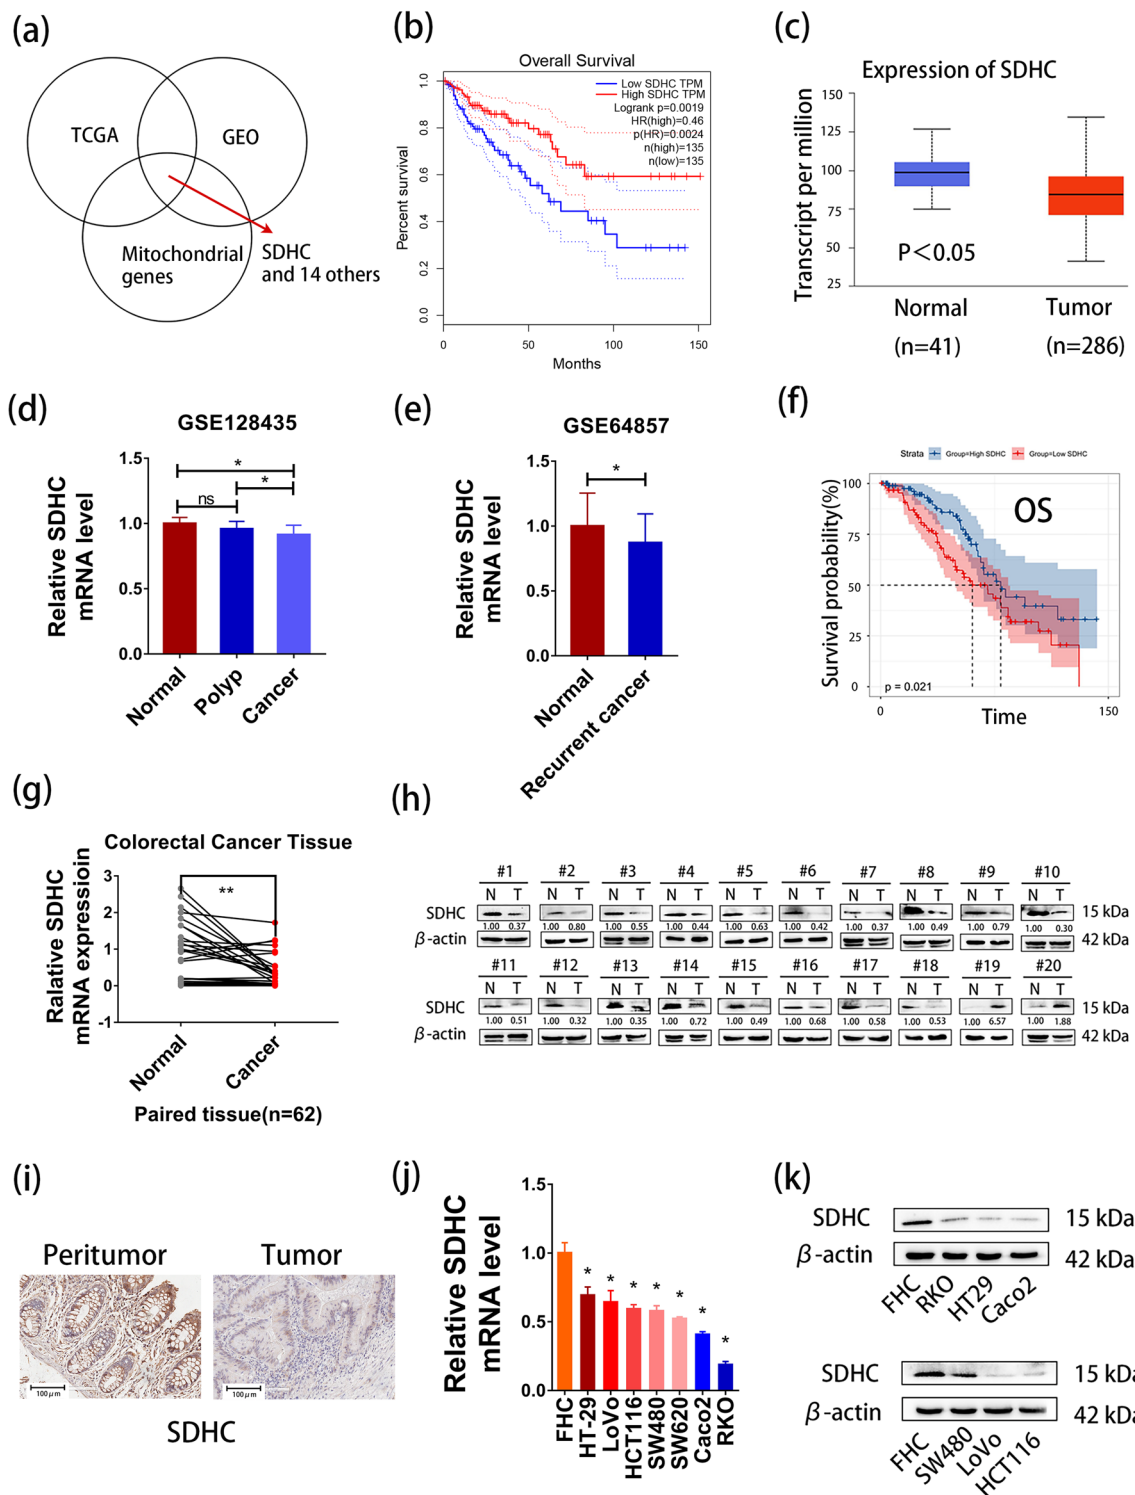 (a)
TCGA
GEO
Mitochondrial
genes
SDHC
and 14 others
(b)
Overall Survival
Low SDHC TPM
High SDHC TPM
Logrank p=0.0019
HR(high)=0.46
p(HR)=0.0024
n(high)=135
n(low)=135
Percent survival
1.0
0.8
0.6
0.4
0.2
0.0
0
50
100
150
Months
(c)
Expression of SDHC
Transcript per million
150
125
100
75
50
25
P<0.05
Normal
Tumor
(n=41)
(n=286)
(d)
GSE128435
Relative SDHC
mRNA level
1.5
1.0
0.5
0.0
*
*
ns
Normal
Polyp
Cancer
(e)
GSE64857
Relative SDHC
mRNA level
1.5
1.0
0.5
0.0
*
Normal
Recurrent cancer
(f)
Strata
Group=High SDHC
Group=Low SDHC
OS
Survival probability(%)
100
75
50
25
0
p = 0.021
0
150
Time
(g)
Colorectal Cancer Tissue
Ralative SDHC
mRNA expressioin
3
2
1
0
-1
**
Normal
Cancer
Paired tissue(n=62)
(h)
#1 #2 #3 #4 #5 #6 #7 #8 #9 #10
N T N T N T N T N T N T N T N T N T N T
SDHC 15 kDa
1.00 0.37 1.00 0.80 1.00 0.55 1.00 0.44 1.00 0.63 1.00 0.42 1.00 0.37 1.00 0.49 1.00 0.79 1.00 0.30
β-actin 42 kDa
#11 #12 #13 #14 #15 #16 #17 #18 #19 #20
N T N T N T N T N T N T N T N T N T N T
SDHC 15 kDa
1.00 0.51 1.00 0.32 1.00 0.35 1.00 0.72 1.00 0.49 1.00 0.68 1.00 0.58 1.00 0.53 1.00 6.57 1.00 1.88
β-actin 42 kDa
(i)
Peritumor
Tumor
100μm
100μm
SDHC
(j)
Relative SDHC
mRNA level
1.5
1.0
0.5
0.0
* * * * * * *
FHC
HT-29
LoVo
HCT116
SW480
SW620
Caco2
RKO
(k)
SDHC 15 kDa
β-actin 42 kDa
FHC
RKO
HT29
Caco2
SDHC 15 kDa
β-actin 42 kDa
FHC
SW480
LoVo
HCT116